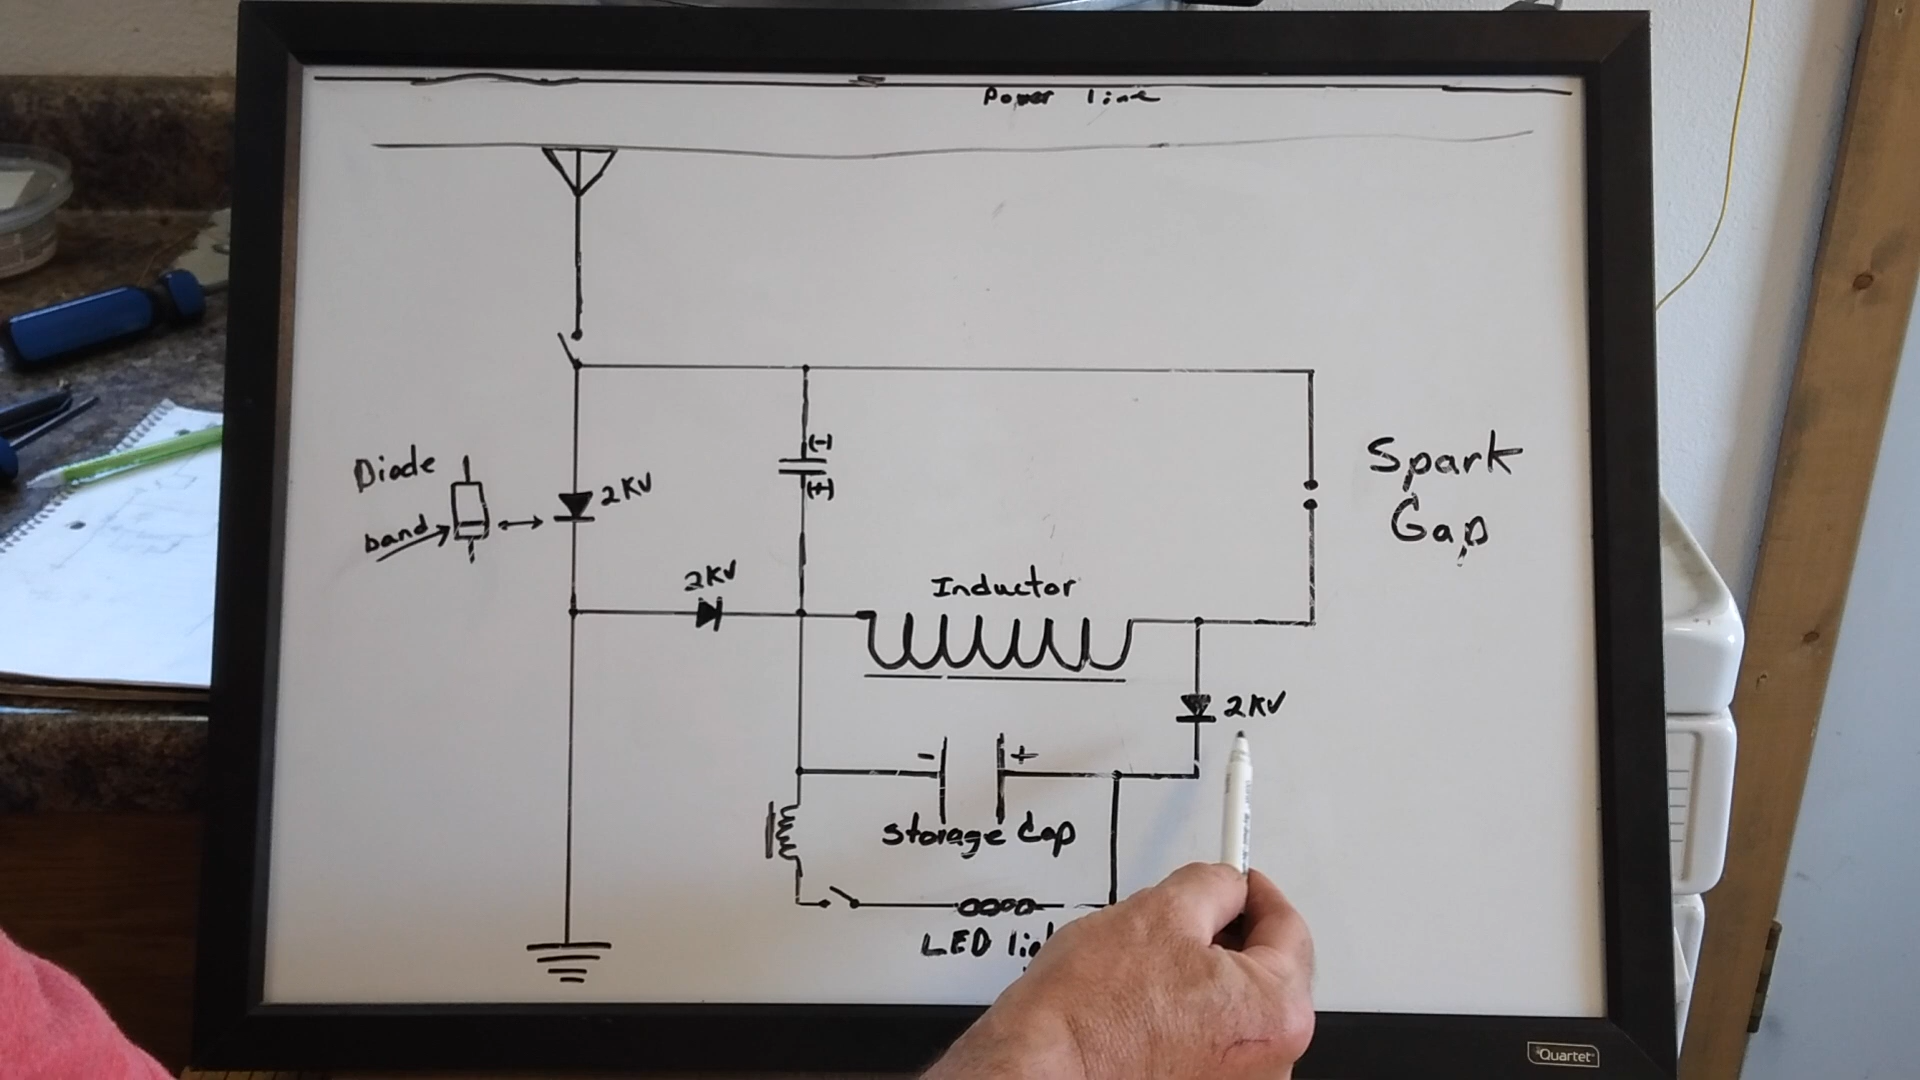 Power line
Diode
band
2KV
(-)
(+)
Spark
Gap
2KV
Inductor
2KV
- +
Storage Cap
LED
Quartet